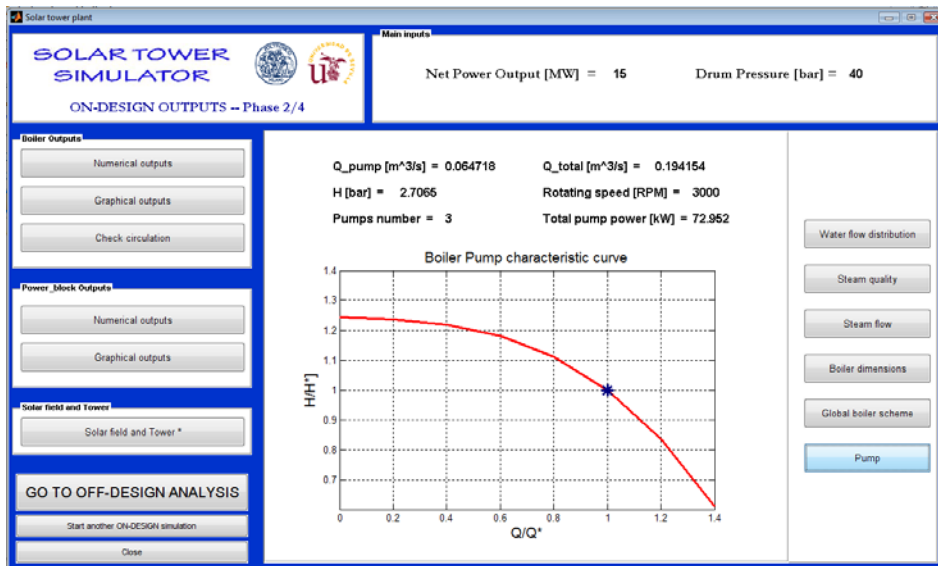 Solar tower plant
SOLAR TOWER
SIMULATOR
ON-DESIGN OUTPUTS -- Phase 2/4
Main inputs
Net Power Output [MW] = 15
Drum Pressure [bar] = 40
Boiler Outputs
Numerical outputs
Graphical outputs
Check circulation
Power_block Outputs
Numerical outputs
Graphical outputs
Solar field and Tower
Solar field and Tower *
GO TO OFF-DESIGN ANALYSIS
Start another ON-DESIGN simulation
Close
Q_pump [m^3/s] = 0.064718
Q_total [m^3/s] = 0.194154
H [bar] = 2.7065
Rotating speed [RPM] = 3000
Pumps number = 3
Total pump power [kW] = 72.952
Boiler Pump characteristic curve
1.4
1.3
1.2
1.1
1
0.9
0.8
0.7
H/H*]
0 0.2 0.4 0.6 0.8 1 1.2 1.4
Q/Q*
Water flow distribution
Steam quality
Steam flow
Boiler dimensions
Global boiler scheme
Pump